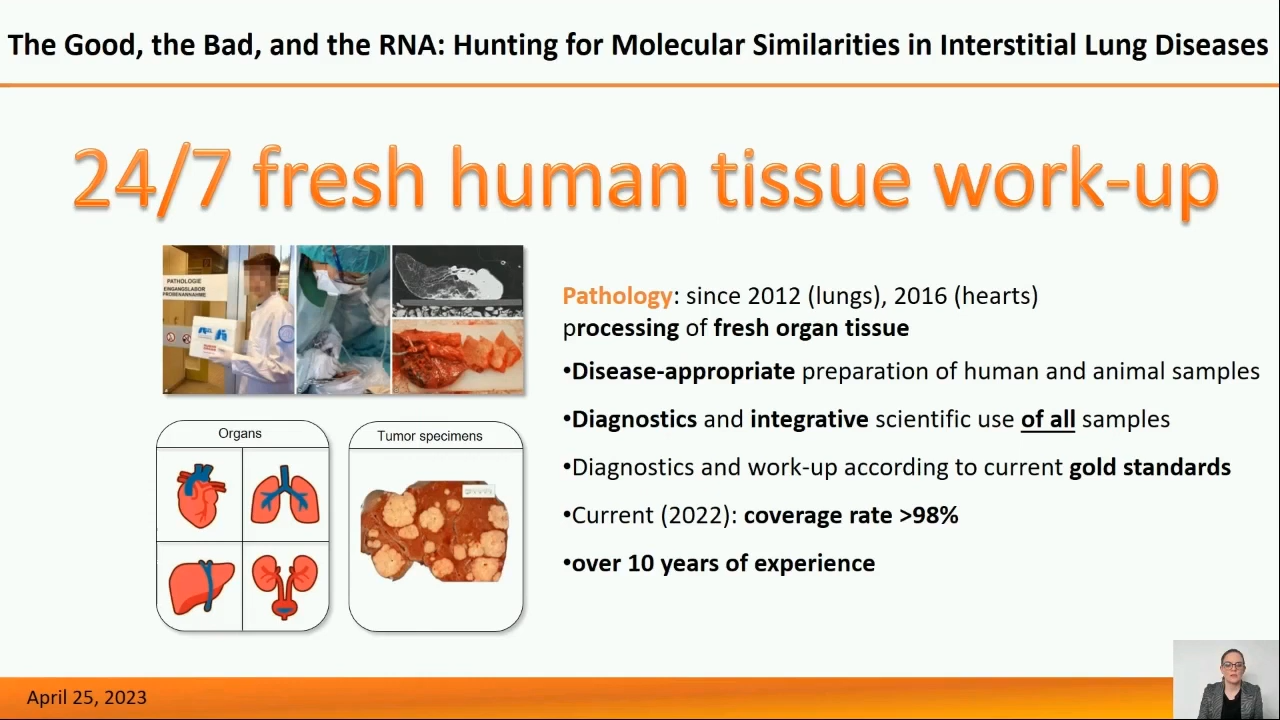 The Good, the Bad, and the RNA: Hunting for Molecular Similarities in Interstitial Lung Diseases
24/7 fresh human tissue work-up
PATHOLOGIE
EINGANGSLABOR
PROBENANNAHME
Pathology: since 2012 (lungs), 2016 (hearts)
processing of fresh organ tissue
•Disease-appropriate preparation of human and animal samples
•Diagnostics and integrative scientific use of all samples
•Diagnostics and work-up according to current gold standards
•Current (2022): coverage rate >98%
•over 10 years of experience
Organs
Tumor specimens
April 25, 2023